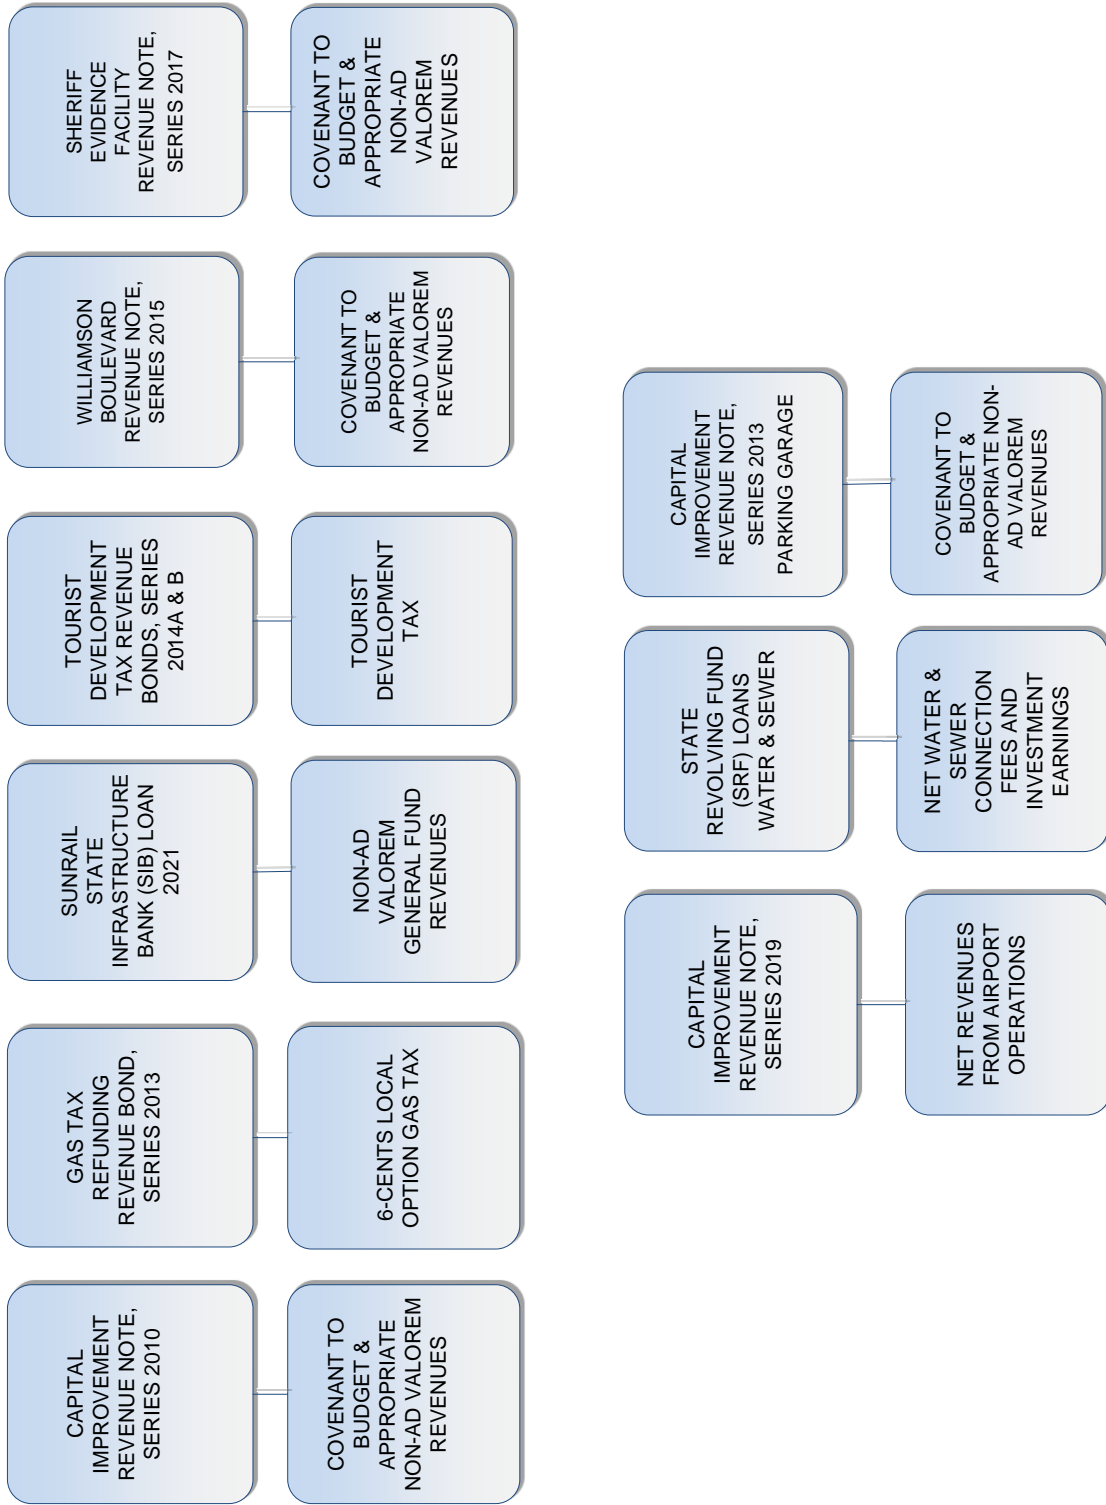 CAPITAL
IMPROVEMENT
REVENUE NOTE,
SERIES 2010
COVENANT TO
BUDGET &
APPROPRIATE
NON-AD VALOREM
REVENUES
GAS TAX
REFUNDING
REVENUE BOND,
SERIES 2013
6-CENTS LOCAL
OPTION GAS TAX
SUNRAIL
STATE
INFRASTRUCTURE
BANK (SIB) LOAN
2021
NON-AD
VALOREM
GENERAL FUND
REVENUES
TOURIST
DEVELOPMENT
TAX REVENUE
BONDS, SERIES
2014A & B
TOURIST
DEVELOPMENT
TAX
WILLIAMSON
BOULEVARD
REVENUE NOTE,
SERIES 2015
COVENANT TO
BUDGET &
APPROPRIATE
NON-AD VALOREM
REVENUES
SHERIFF
EVIDENCE
FACILITY
REVENUE NOTE,
SERIES 2017
COVENANT TO
BUDGET &
APPROPRIATE
NON-AD
VALOREM
REVENUES
CAPITAL
IMPROVEMENT
REVENUE NOTE,
SERIES 2019
NET REVENUES
FROM AIRPORT
OPERATIONS
STATE
REVOLVING FUND
(SRF) LOANS
WATER & SEWER
NET WATER &
SEWER
CONNECTION
FEES AND
INVESTMENT
EARNINGS
CAPITAL
IMPROVEMENT
REVENUE NOTE,
SERIES 2013
PARKING GARAGE
COVENANT TO
BUDGET &
APPROPRIATE NON-
AD VALOREM
REVENUES